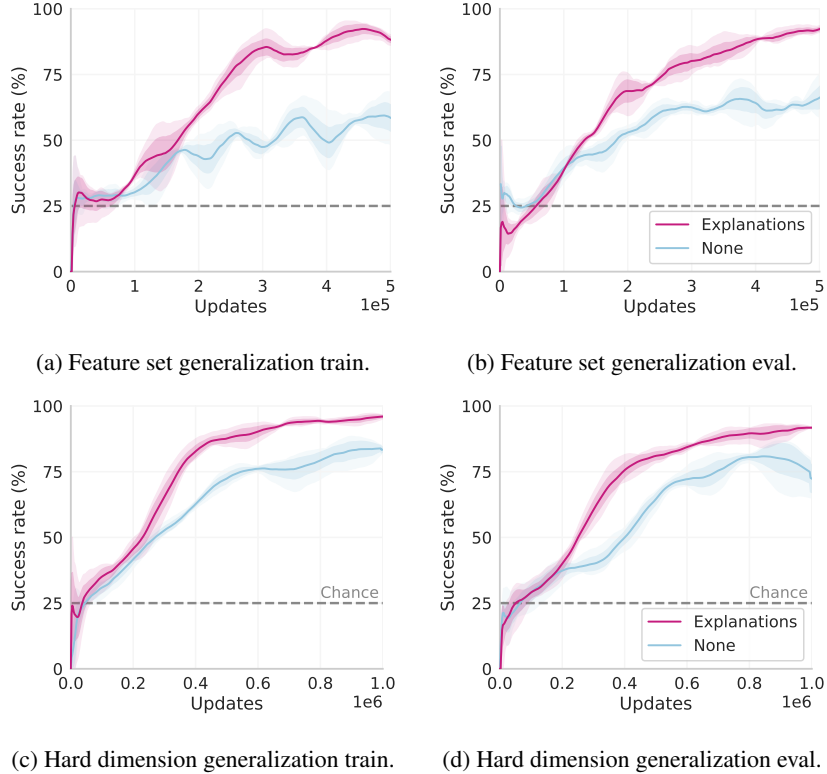 100
75
50
25
0
Success rate (%)
0
1
2
3
4
5
Updates
1e5
(a) Feature set generalization train.
100
75
50
25
0
Success rate (%)
Explanations
None
0
1
2
3
4
5
Updates
1e5
(b) Feature set generalization eval.
100
75
50
25
0
Success rate (%)
Chance
0.0
0.2
0.4
0.6
0.8
1.0
Updates
1e6
(c) Hard dimension generalization train.
100
75
50
25
0
Success rate (%)
Chance
Explanations
None
0.0
0.2
0.4
0.6
0.8
1.0
Updates
1e6
(d) Hard dimension generalization eval.